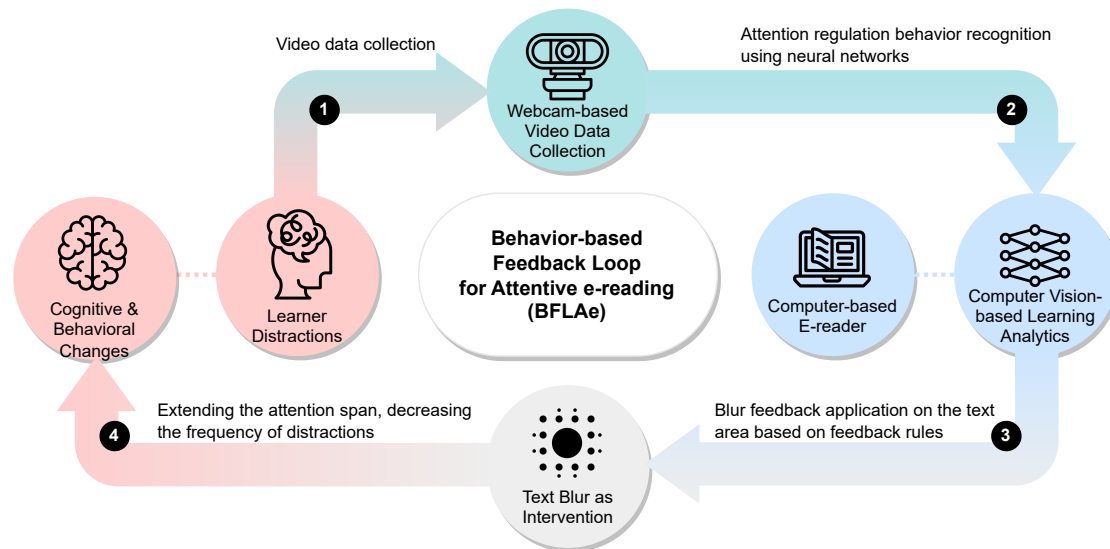 Video data collection
1
Webcam-based
Video Data
Collection
Attention regulation behavior recognition
using neural networks
2
Cognitive &
Behavioral
Changes
Learner
Distractions
Behavior-based
Feedback Loop
for Attentive e-reading
(BFLAe)
Computer-based
E-reader
Computer Vision-
based Learning
Analytics
Blur feedback application on the text
area based on feedback rules
3
Text Blur as
Intervention
Extending the attention span, decreasing
the frequency of distractions
4